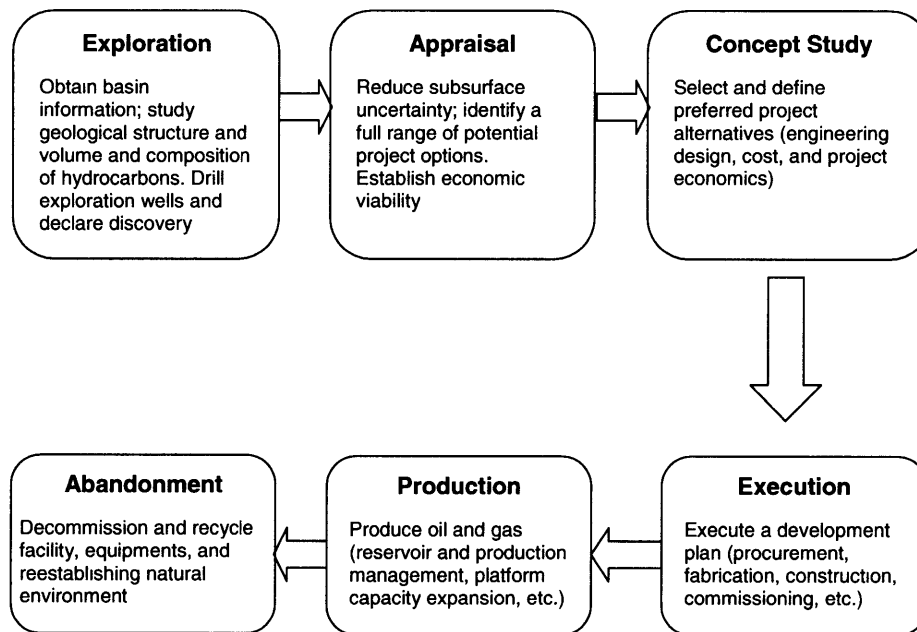 Exploration
Obtain basin
information; study
geological structure and
volume and composition
of hydrocarbons. Drill
exploration wells and
declare discovery
Appraisal
Reduce subsurface
uncertainty; identify a
full range of potential
project options.
Establish economic
viability
Concept Study
Select and define
preferred project
alternatives (engineering
design, cost, and project
economics)
Execution
Execute a development
plan (procurement,
fabrication, construction,
commissioning, etc.)
Production
Produce oil and gas
(reservoir and production
management, platform
capacity expansion, etc.)
Abandonment
Decommission and recycle
facility, equipments, and
reestablishing natural
environment